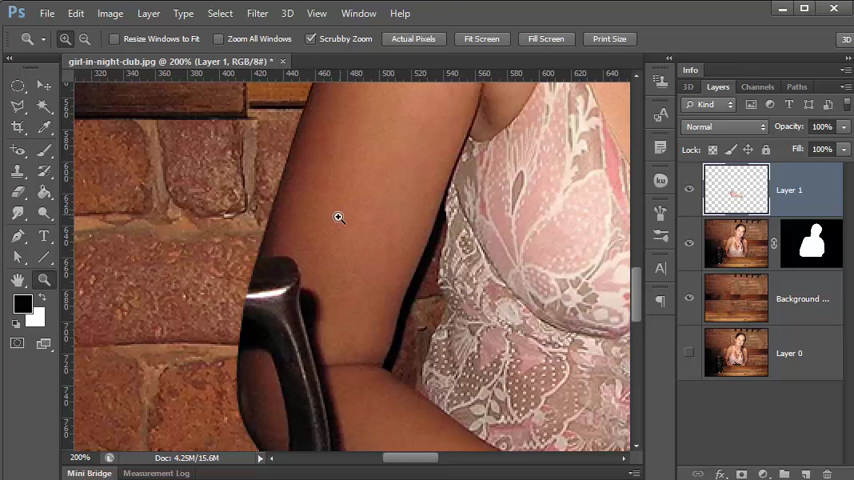 Ps File Edit Image Layer Type Select Filter 3D View Window Help
Resize Windows to Fit Zoom All Windows Scrubby Zoom Actual Pixels Fit Screen Fill Screen Print Size 3D
girl-in-night-club.jpg @ 200% (Layer 1, RGB/8#) *
320 340 360 380 400 420 440 460 480 500 520 540 560 580 600 620 640
Info
3D Layers Channels Paths
Kind
Normal Opacity: 100%
Lock: Fill: 100%
Layer 1
Background ...
Layer 0
200% Doc: 4.25M/15.6M
Mini Bridge Measurement Log